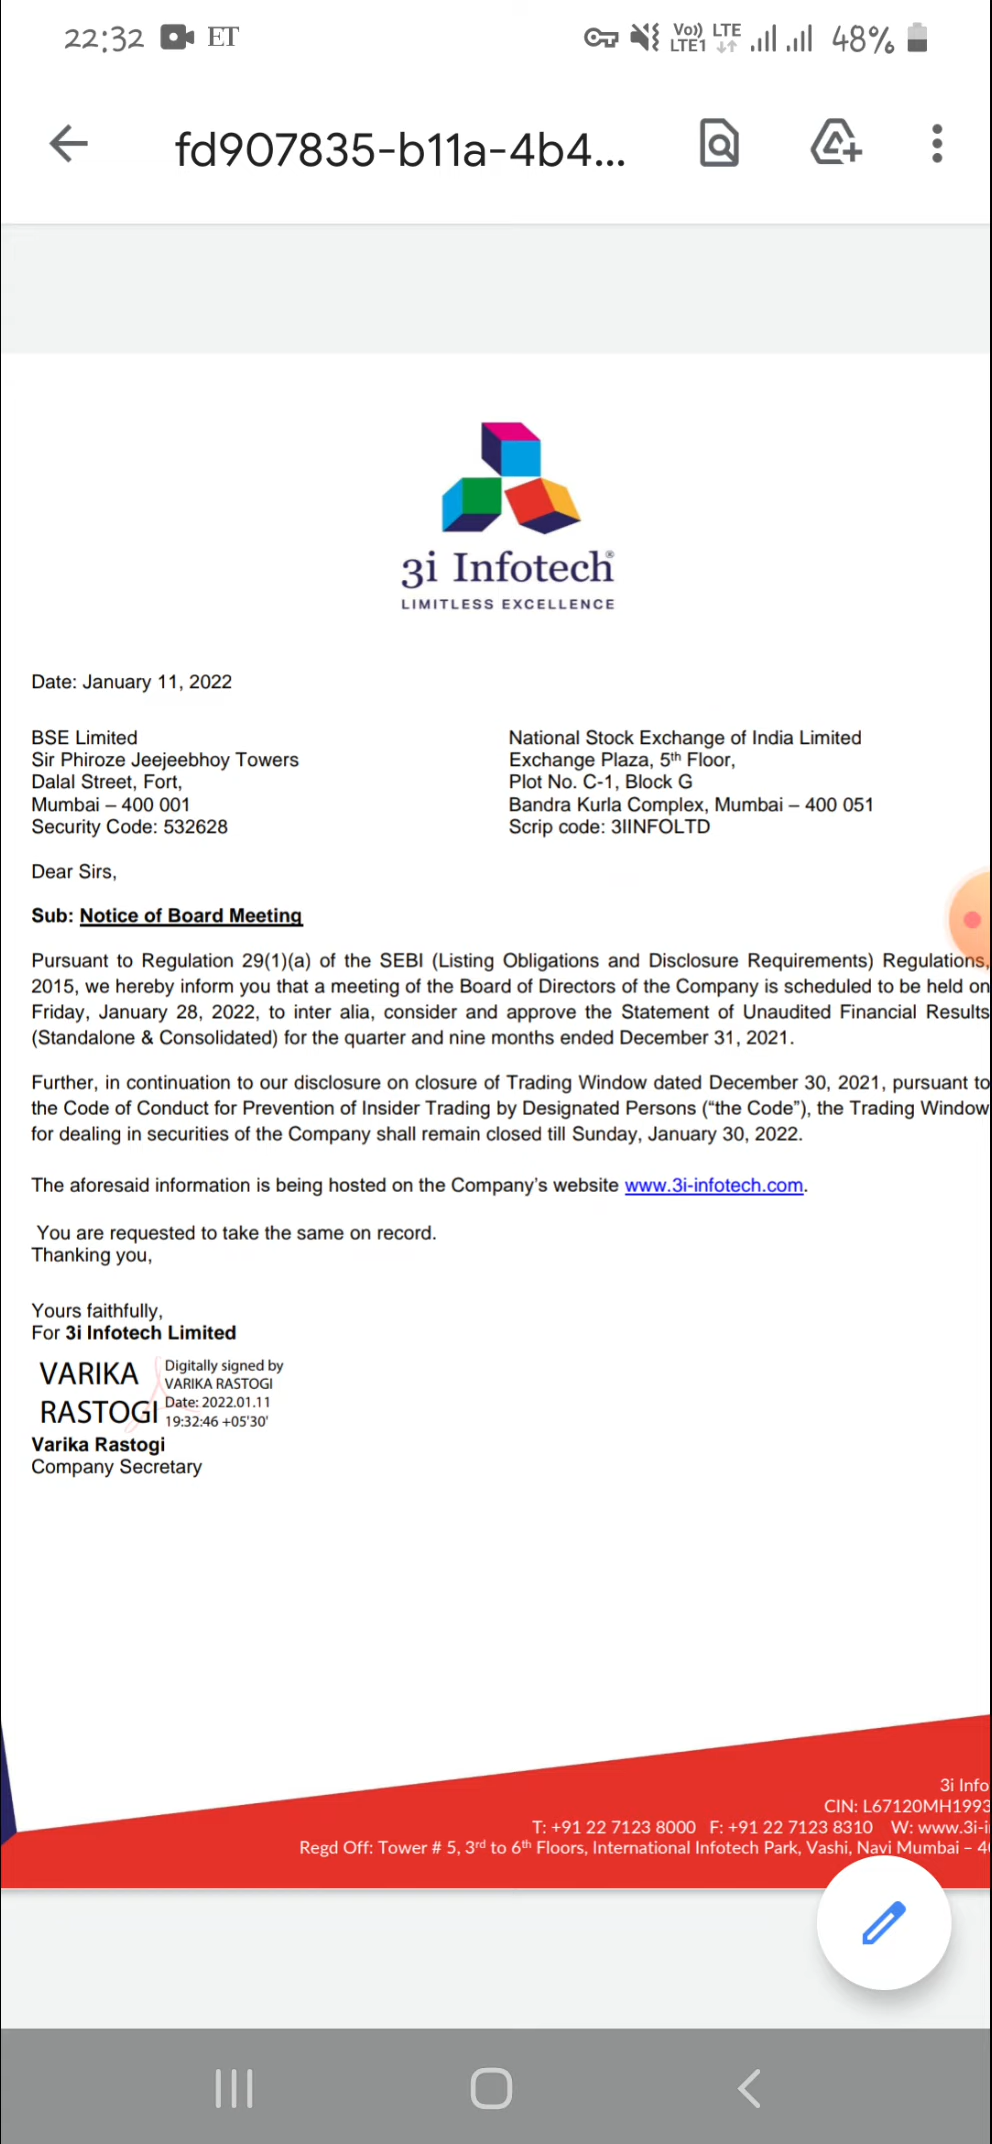 22:32 ET Vo)) LTE LTE1 48%
fd907835-b11a-4b4...
3i Infotech®
LIMITLESS EXCELLENCE
Date: January 11, 2022
BSE Limited
Sir Phiroze Jeejeebhoy Towers
Dalal Street, Fort,
Mumbai – 400 001
Security Code: 532628
National Stock Exchange of India Limited
Exchange Plaza, 5th Floor,
Plot No. C-1, Block G
Bandra Kurla Complex, Mumbai – 400 051
Scrip code: 3IINFOLTD
Dear Sirs,
Sub: Notice of Board Meeting
Pursuant to Regulation 29(1)(a) of the SEBI (Listing Obligations and Disclosure Requirements) Regulations,
2015, we hereby inform you that a meeting of the Board of Directors of the Company is scheduled to be held on
Friday, January 28, 2022, to inter alia, consider and approve the Statement of Unaudited Financial Results
(Standalone & Consolidated) for the quarter and nine months ended December 31, 2021.
Further, in continuation to our disclosure on closure of Trading Window dated December 30, 2021, pursuant to
the Code of Conduct for Prevention of Insider Trading by Designated Persons (“the Code”), the Trading Window
for dealing in securities of the Company shall remain closed till Sunday, January 30, 2022.
The aforesaid information is being hosted on the Company’s website www.3i-infotech.com.
You are requested to take the same on record.
Thanking you,
Yours faithfully,
For 3i Infotech Limited
VARIKA
RASTOGI
Digitally signed by
VARIKA RASTOGI
Date: 2022.01.11
19:32:46 +05'30'
Varika Rastogi
Company Secretary
3i Info
CIN: L67120MH1993
T: +91 22 7123 8000 F: +91 22 7123 8310 W: www.3i-i
Regd Off: Tower # 5, 3rd to 6th Floors, International Infotech Park, Vashi, Navi Mumbai – 4